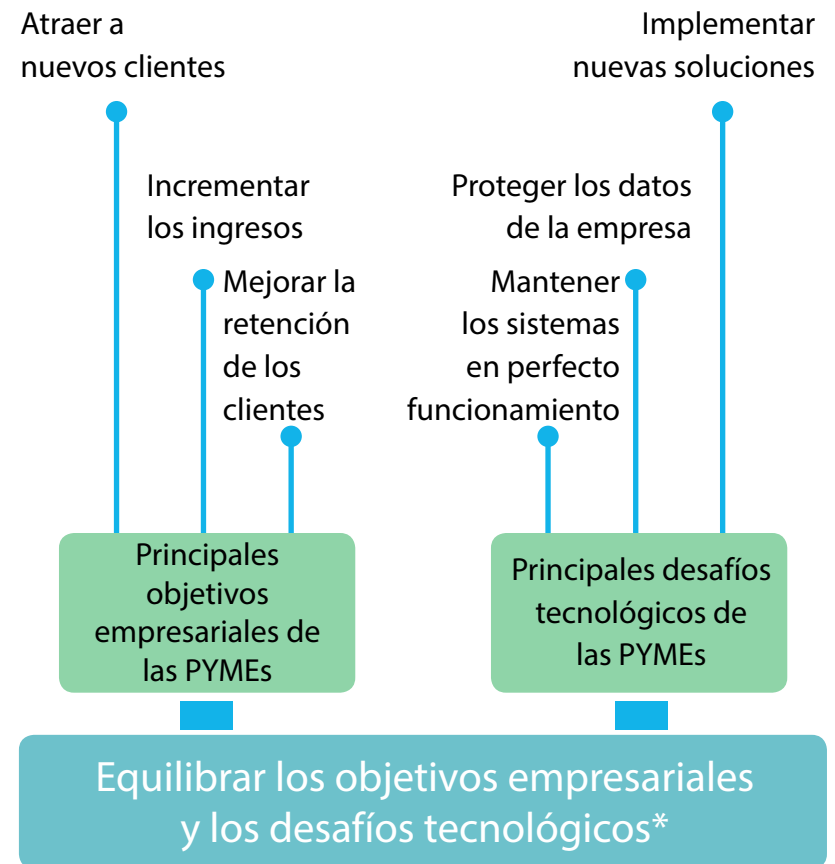 Atraer a
nuevos clientes
Implementar
nuevas soluciones
Incrementar
los ingresos
Proteger los datos
de la empresa
Mejorar la
retención
de los
clientes
Mantener
los sistemas
en perfecto
funcionamiento
Principales
objetivos
empresariales de
las PYMEs
Principales desafíos
tecnológicos de
las PYMEs
Equilibrar los objetivos empresariales
y los desafíos tecnológicos*